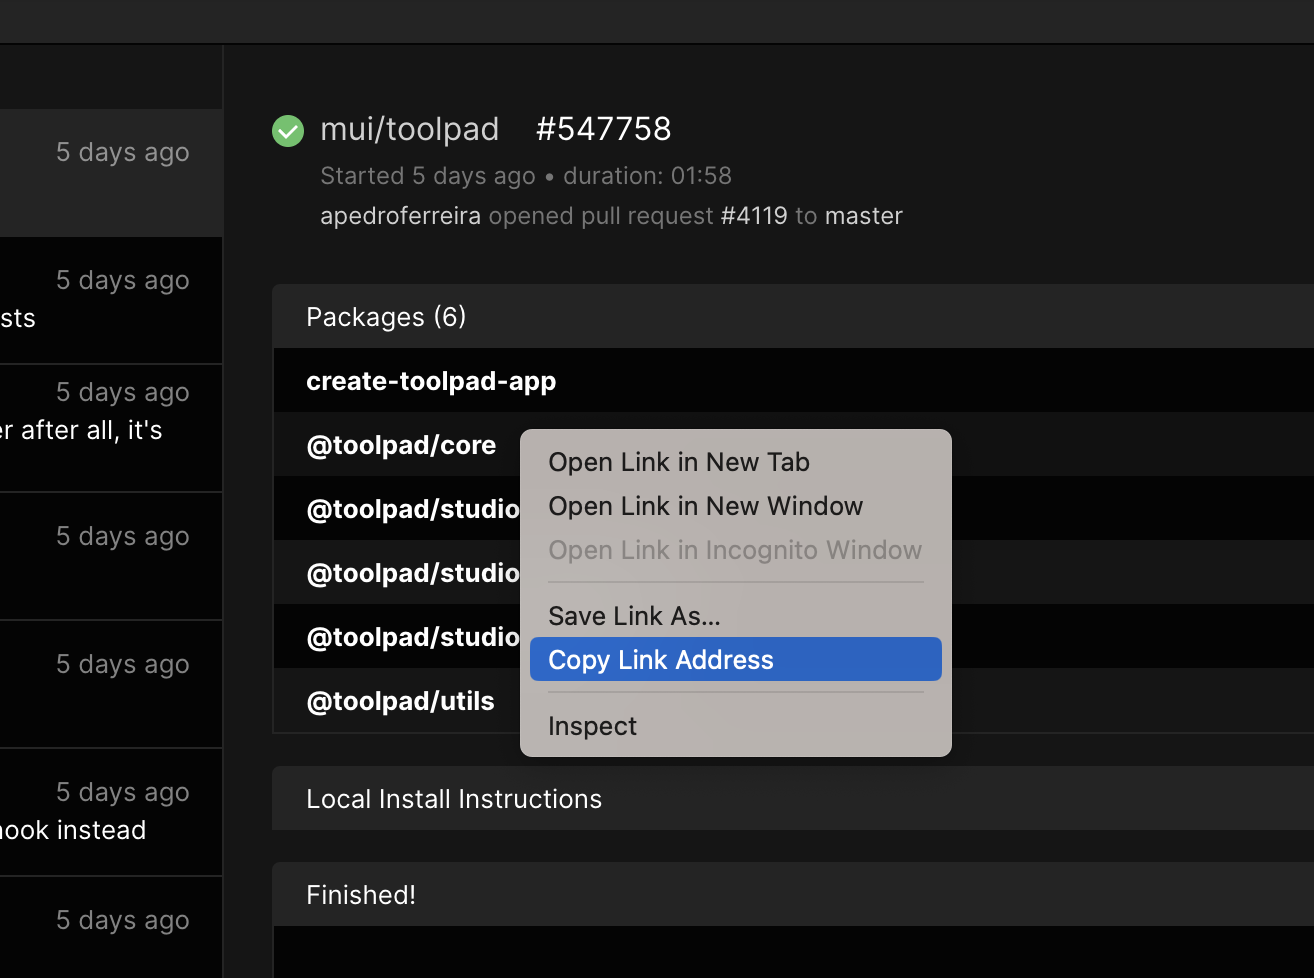 5 days ago
5 days ago
sts
5 days ago
er after all, it's
5 days ago
5 days ago
5 days ago
hook instead
5 days ago
mui/toolpad #547758
Started 5 days ago • duration: 01:58
apedroferreira opened pull request #4119 to master
Packages (6)
create-toolpad-app
@toolpad/core
@toolpad/studio
@toolpad/studio
@toolpad/studio
@toolpad/utils
Open Link in New Tab
Open Link in New Window
Open Link in Incognito Window
Save Link As...
Copy Link Address
Inspect
Local Install Instructions
Finished!